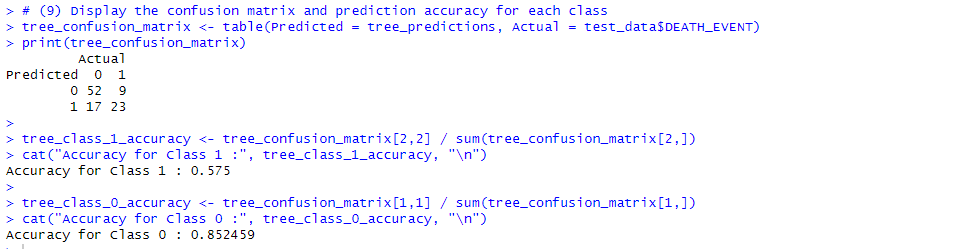 > # (9) Display the confusion matrix and prediction accuracy for each class
> tree_confusion_matrix <- table(Predicted = tree_predictions, Actual = test_data$DEATH_EVENT)
> print(tree_confusion_matrix)
         Actual
Predicted  0  1
        0 52  9
        1 17 23
>
> tree_class_1_accuracy <- tree_confusion_matrix[2,2] / sum(tree_confusion_matrix[2,])
> cat("Accuracy for Class 1 :", tree_class_1_accuracy, "\n")
Accuracy for Class 1 : 0.575
>
> tree_class_0_accuracy <- tree_confusion_matrix[1,1] / sum(tree_confusion_matrix[1,])
> cat("Accuracy for Class 0 :", tree_class_0_accuracy, "\n")
Accuracy for Class 0 : 0.852459
>